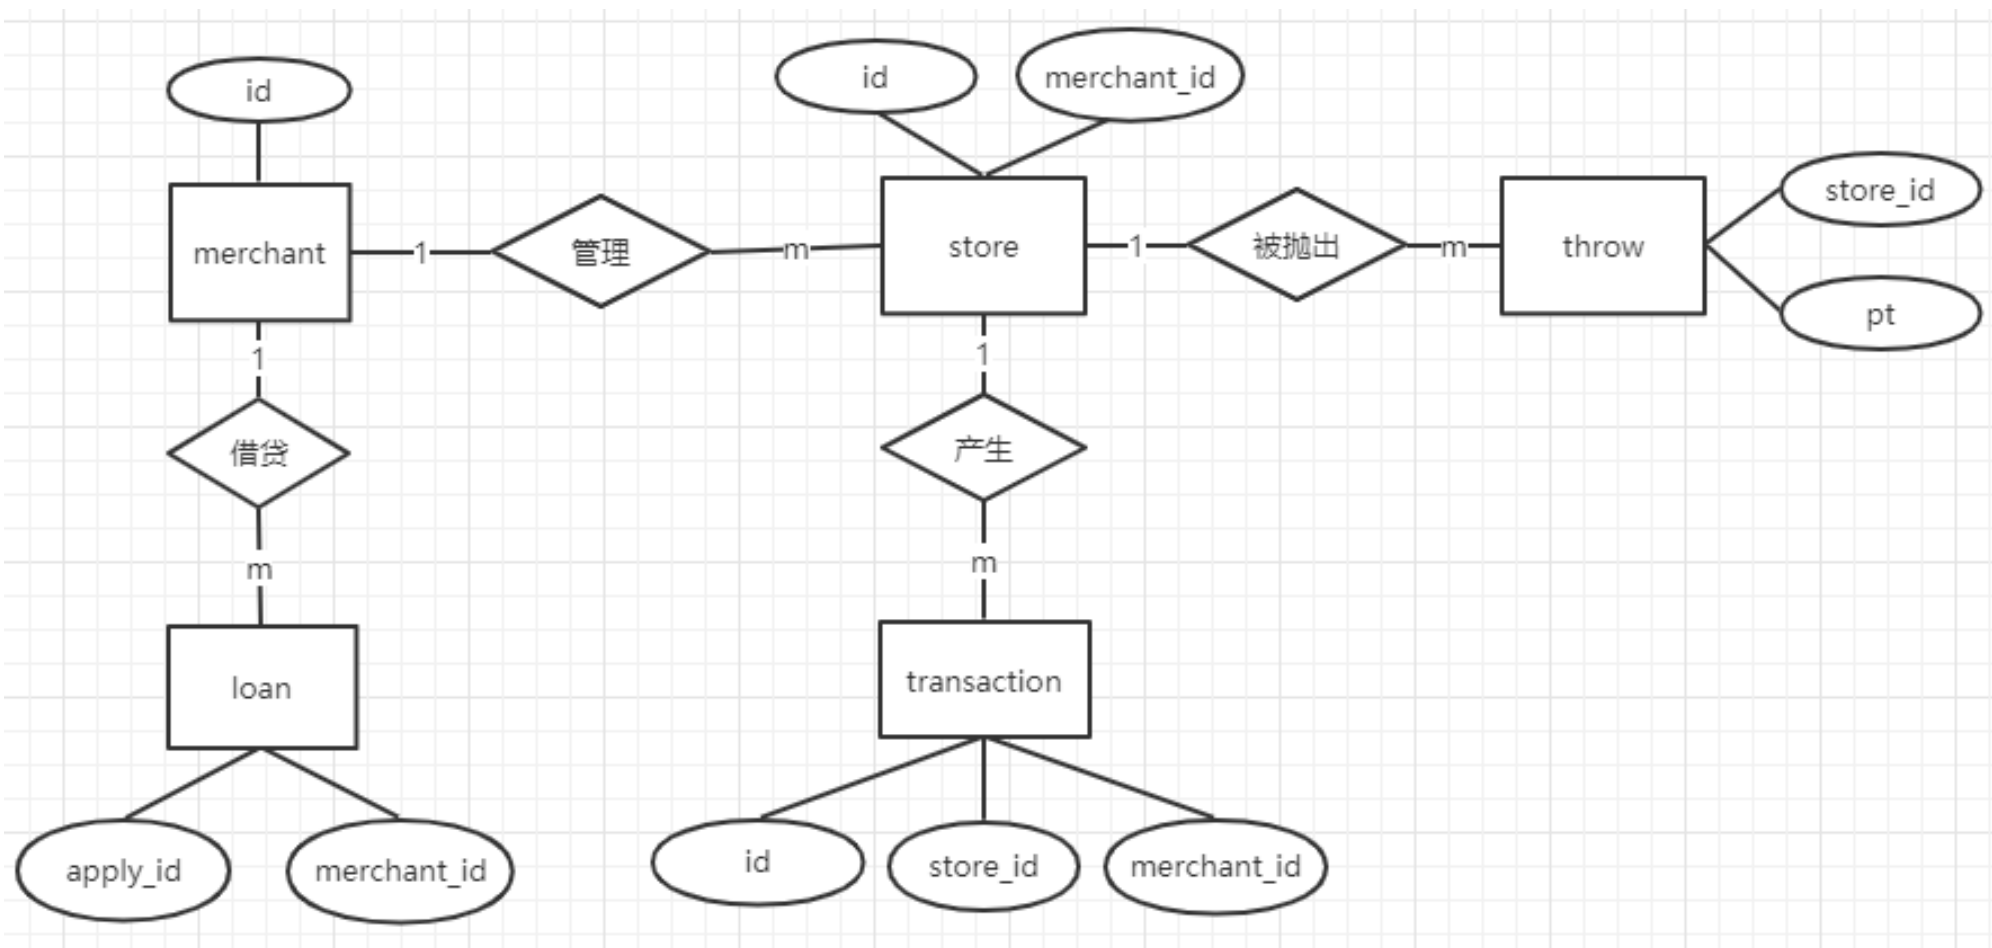 id
id
merchant_id
merchant
1
管理
m
store
1
被抛出
m
throw
store_id
pt
1
借贷
m
loan
apply_id
merchant_id
1
产生
m
transaction
id
store_id
merchant_id